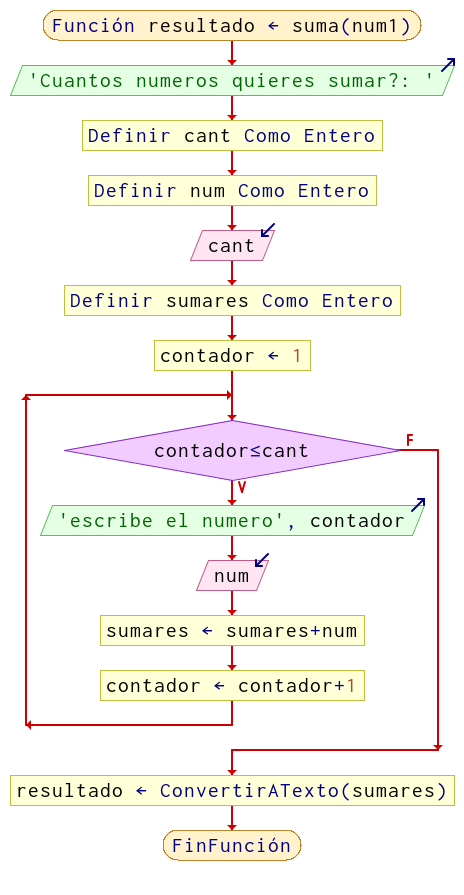 Función resultado ← suma(num1)
'Cuantos numeros quieres sumar?: '
Definir cant Como Entero
Definir num Como Entero
cant
Definir sumares Como Entero
contador ← 1
contador≤cant
F
V
'escribe el numero', contador
num
sumares ← sumares+num
contador ← contador+1
resultado ← ConvertirATexto(sumares)
FinFunción